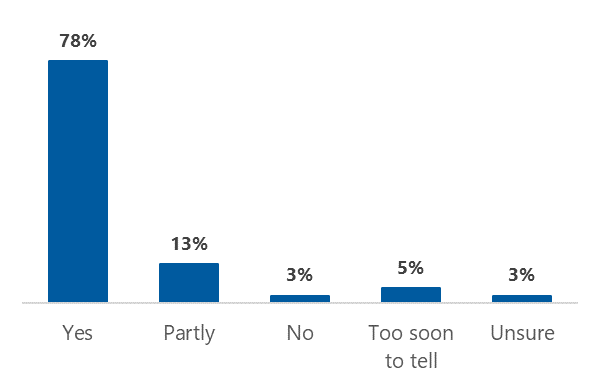 78%
13%
3%
5%
3%
Yes
Partly
No
Too soon
to tell
Unsure